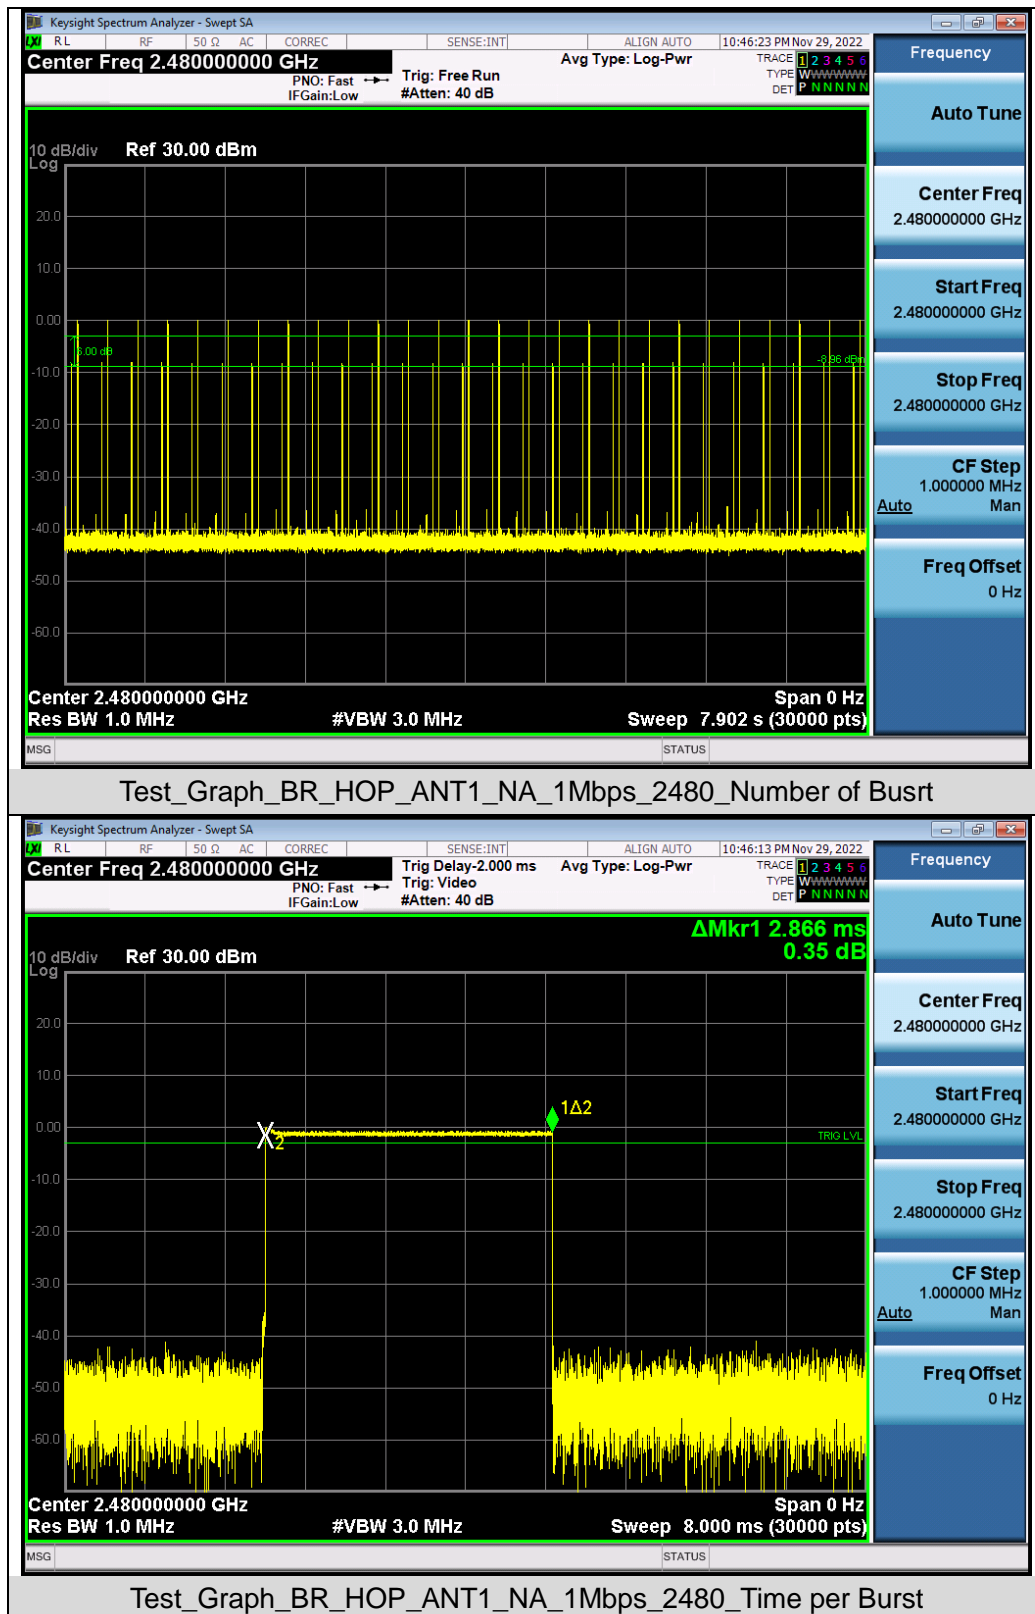 Keysight Spectrum Analyzer - Swept SA
LXI RL RF 50 Ω AC CORREC SENSE:INT ALIGN AUTO 10:46:23 PM Nov 29, 2022
Center Freq 2.480000000 GHz
PNO: Fast
IFGain:Low
Trig: Free Run
#Atten: 40 dB
Avg Type: Log-Pwr
TRACE 1 2 3 4 5 6
TYPE WWWWWW
DET P N N N N N
10 dB/div Ref 30.00 dBm
Log
20.0
10.0
0.00
-10.0
-20.0
-30.0
-40.0
-50.0
-60.0
-8.96 dBm
Center 2.480000000 GHz Span 0 Hz
Res BW 1.0 MHz #VBW 3.0 MHz Sweep 7.902 s (30000 pts)
MSG STATUS
Frequency
Auto Tune
Center Freq
2.480000000 GHz
Start Freq
2.480000000 GHz
Stop Freq
2.480000000 GHz
CF Step
1.000000 MHz
Auto Man
Freq Offset
0 Hz
Test_Graph_BR_HOP_ANT1_NA_1Mbps_2480_Number of Busrt
Keysight Spectrum Analyzer - Swept SA
LXI RL RF 50 Ω AC CORREC SENSE:INT ALIGN AUTO 10:46:13 PM Nov 29, 2022
Center Freq 2.480000000 GHz
PNO: Fast
IFGain:Low
Trig Delay-2.000 ms
Trig: Video
#Atten: 40 dB
Avg Type: Log-Pwr
TRACE 1 2 3 4 5 6
TYPE WWWWWW
DET P N N N N N
ΔMkr1 2.866 ms
0.35 dB
10 dB/div Ref 30.00 dBm
Log
20.0
10.0
0.00
-10.0
-20.0
-30.0
-40.0
-50.0
-60.0
1Δ2
2
TRIG LVL
Center 2.480000000 GHz Span 0 Hz
Res BW 1.0 MHz #VBW 3.0 MHz Sweep 8.000 ms (30000 pts)
MSG STATUS
Frequency
Auto Tune
Center Freq
2.480000000 GHz
Start Freq
2.480000000 GHz
Stop Freq
2.480000000 GHz
CF Step
1.000000 MHz
Auto Man
Freq Offset
0 Hz
Test_Graph_BR_HOP_ANT1_NA_1Mbps_2480_Time per Burst